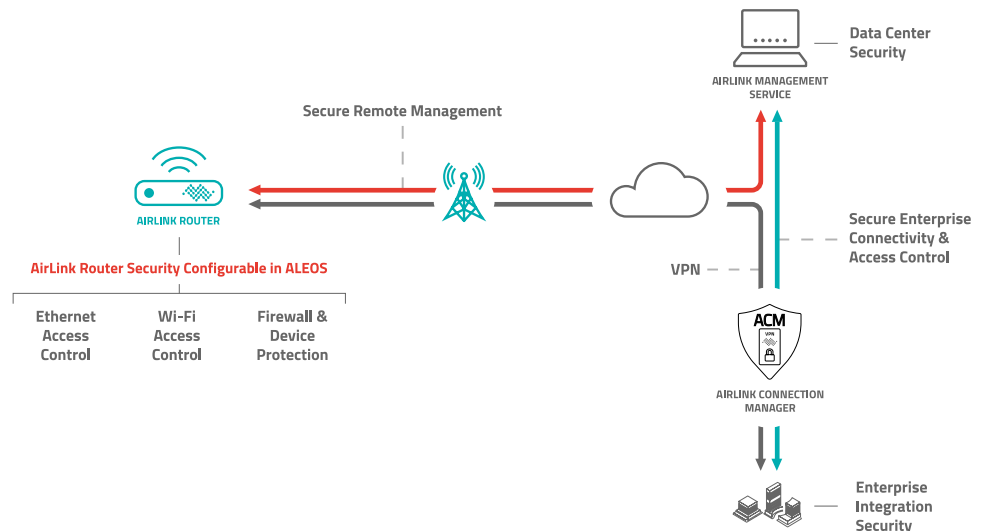 Data Center
Security
AIRLINK MANAGEMENT
SERVICE
Secure Remote Management
AIRLINK ROUTER
Secure Enterprise
Connectivity &
Access Control
AirLink Router Security Configurable in ALEOS
VPN
Ethernet
Access
Control
Wi-Fi
Access
Control
Firewall &
Device
Protection
ACM
VPN
AIRLINK CONNECTION
MANAGER
Enterprise
Integration
Security